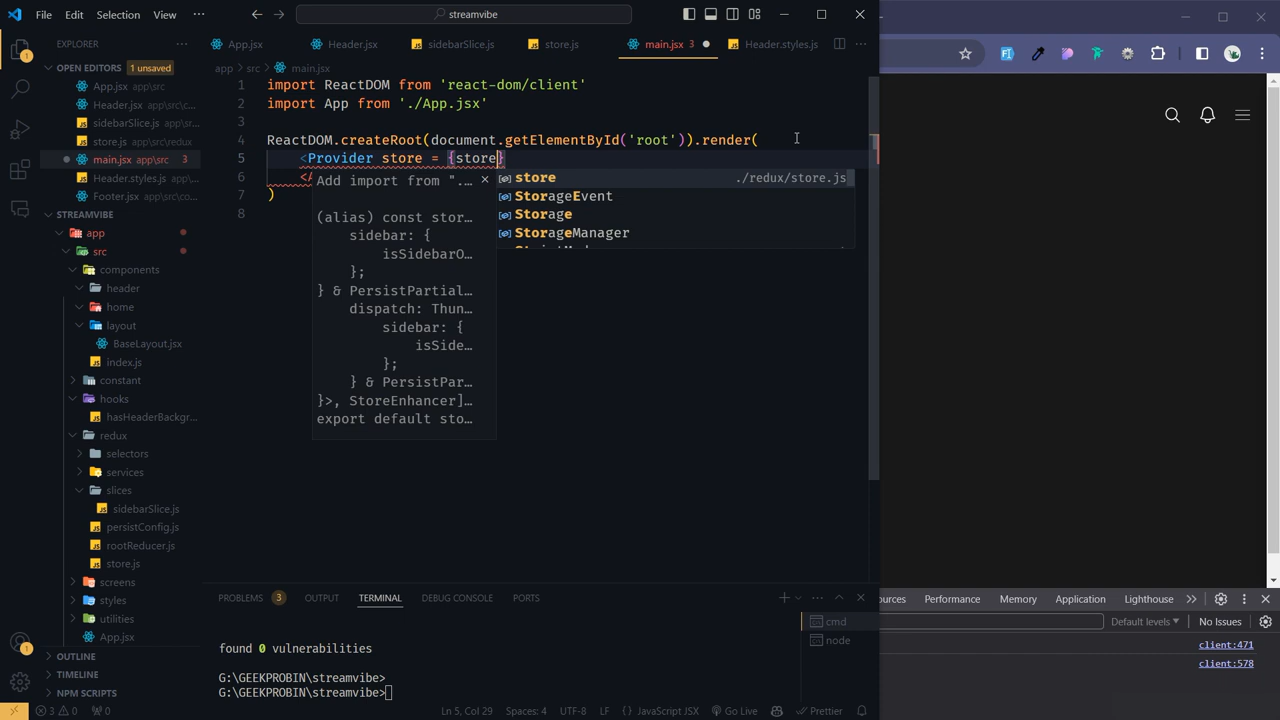 File Edit Selection View ··· streamvibe
EXPLORER ···
App.jsx Header.jsx sidebarSlice.js store.js main.jsx 3 Header.styles.js ···
OPEN EDITORS 1 unsaved
App.jsx app\src
Header.jsx app\src\c...
sidebarSlice.js app\...
store.js app\src\redux
main.jsx app\src 3
Header.styles.js app...
Footer.jsx app\src\co...
STREAMVIBE
app
src
components
header
home
layout
BaseLayout.jsx
index.js
constant
hooks
hasHeaderBackgr...
redux
selectors
services
slices
sidebarSlice.js
persistConfig.js
rootReducer.js
store.js
screens
styles
utilities
App.jsx
OUTLINE
TIMELINE
NPM SCRIPTS
app > src > main.jsx
1 import ReactDOM from 'react-dom/client'
2 import App from './App.jsx'
3
4 ReactDOM.createRoot(document.getElementById('root')).render(
5 <Provider store = {store}
6 <A
7 )
8
Add import from "... ×
(alias) const stor...
sidebar: {
isSidebarO...
};
} & PersistPartial...
dispatch: Thun...
sidebar: {
isSide...
};
} & PersistPar...
}>, StoreEnhancer]...
export default sto...
store ./redux/store.js
StorageEvent
Storage
StorageManager
PROBLEMS 3 OUTPUT TERMINAL DEBUG CONSOLE PORTS
found 0 vulnerabilities
G:\GEEKPROBIN\streamvibe>
G:\GEEKPROBIN\streamvibe>
cmd
node
3 0 0 Ln 5, Col 29 Spaces: 4 UTF-8 LF {} JavaScript JSX Go Live Prettier
ources Performance Memory Application Lighthouse
Default levels No Issues
client:471
client:578